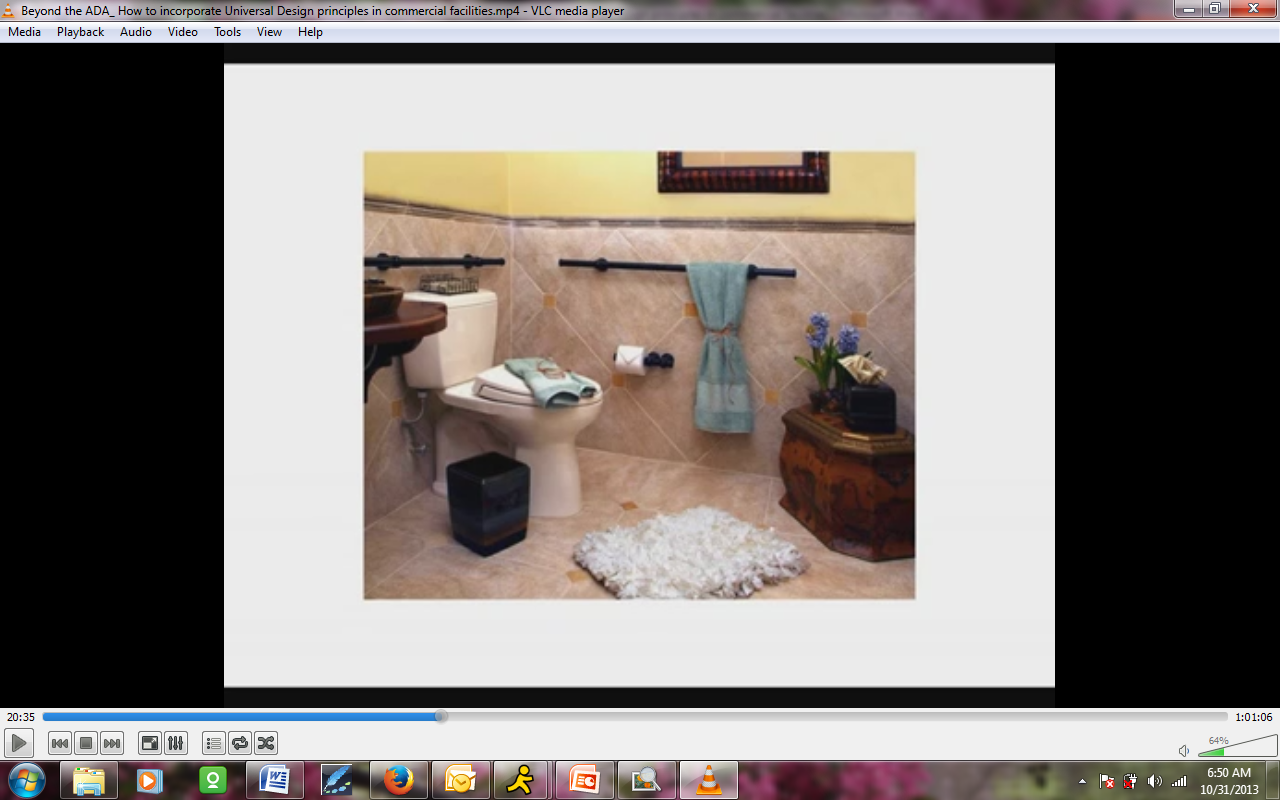 Beyond the ADA_ How to incorporate Universal Design principles in commercial facilities.mp4 - VLC media player
Media Playback Audio Video Tools View Help
20:35 1:01:06
64%
6:50 AM
10/31/2013